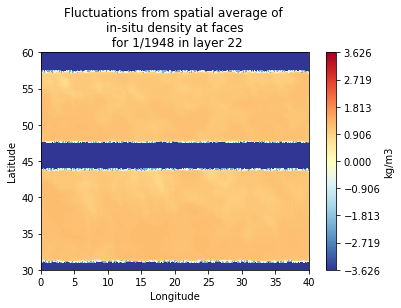 Fluctuations from spatial average of
in-situ density at faces
for 1/1948 in layer 22
60
55
50
45
40
35
30
Latitude
0 5 10 15 20 25 30 35 40
Longitude
3.626
2.719
1.813
0.906
0.000
−0.906
−1.813
−2.719
−3.626
kg/m3